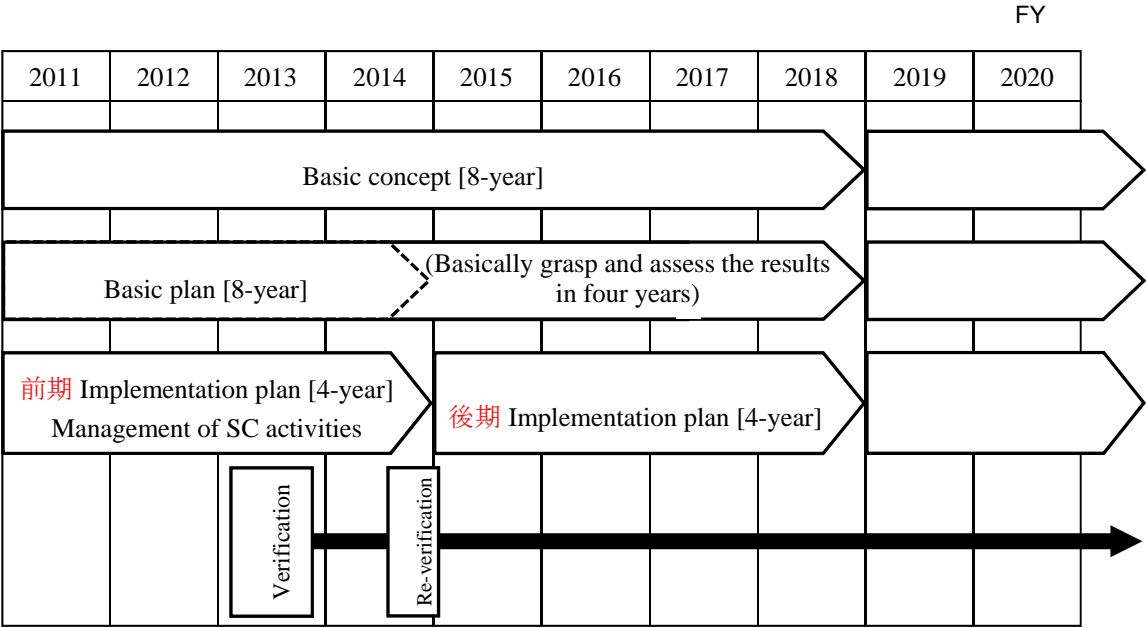 FY
2011 2012 2013 2014 2015 2016 2017 2018 2019 2020
Basic concept [8-year]
Basic plan [8-year]
(Basically grasp and assess the results
in four years)
前期 Implementation plan [4-year]
Management of SC activities
後期 Implementation plan [4-year]
Verification
Re-verification